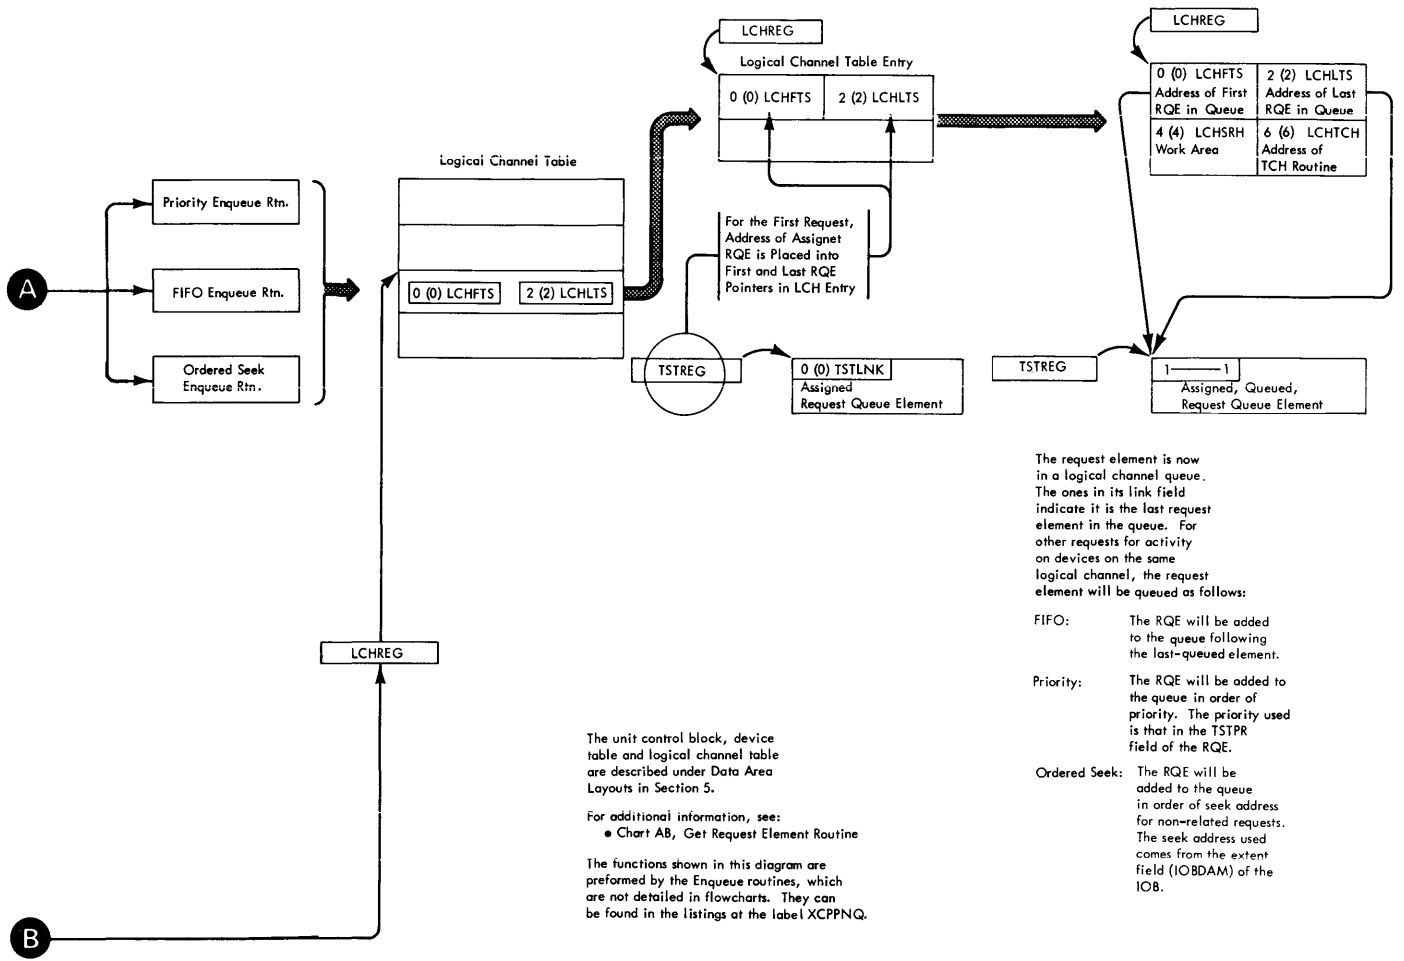 LCHREG
Logical Channel Table Entry
0 (0) LCHFTS
2 (2) LCHLTS
LCHREG
0 (0) LCHFTS
Address of First
RQE in Queue
2 (2) LCHLTS
Address of Last
RQE in Queue
4 (4) LCHSRH
Work Area
6 (6) LCHTCH
Address of
TCH Routine
Logical Channel Table
0 (0) LCHFTS
2 (2) LCHLTS
A
Priority Enqueue Rtn.
FIFO Enqueue Rtn.
Ordered Seek
Enqueue Rtn.
For the First Request,
Address of Assignet
RQE is Placed into
First and Last RQE
Pointers in LCH Entry
TSTREG
0 (0) TSTLNK
Assigned
Request Queue Element
TSTREG
1 1
Assigned, Queued,
Request Queue Element
The request element is now
in a logical channel queue.
The ones in its link field
indicate it is the last request
element in the queue. For
other requests for activity
on devices on the same
logical channel, the request
element will be queued as follows:
FIFO: The RQE will be added
to the queue following
the last-queued element.
Priority: The RQE will be added to
the queue in order of
priority. The priority used
is that in the TSTPR
field of the RQE.
Ordered Seek: The RQE will be
added to the queue
in order of seek address
for non-related requests.
The seek address used
comes from the extent
field (IOBDAM) of the
IOB.
LCHREG
The unit control block, device
table and logical channel table
are described under Data Area
Layouts in Section 5.
For additional information, see:
• Chart AB, Get Request Element Routine
The functions shown in this diagram are
preformed by the Enqueue routines, which
are not detailed in flowcharts. They can
be found in the listings at the label XCPPNQ.
B